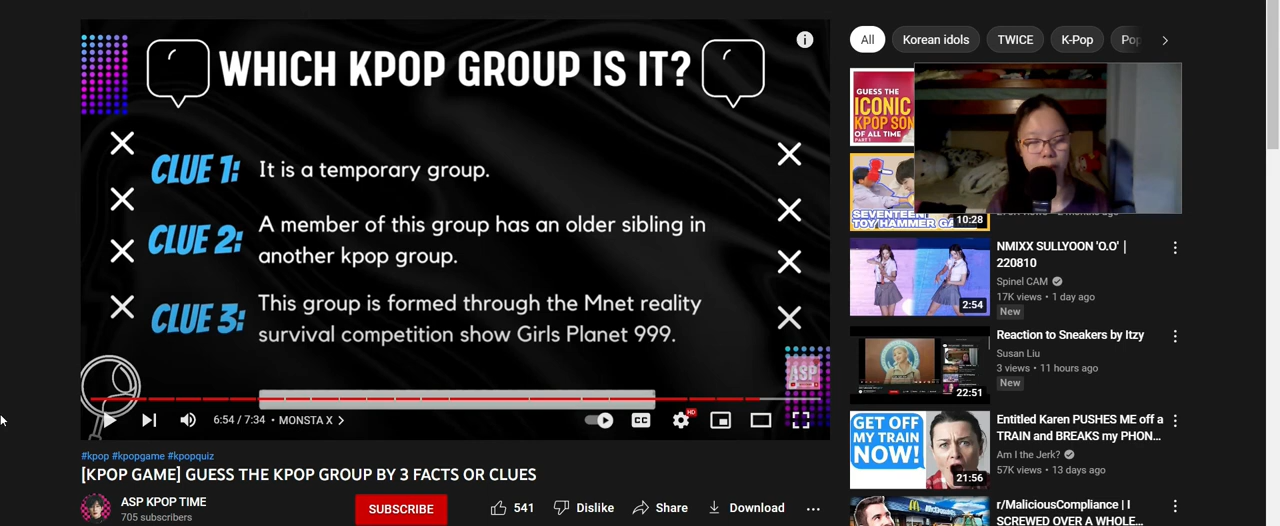 WHICH KPOP GROUP IS IT?
CLUE 1: It is a temporary group.
CLUE 2: A member of this group has an older sibling in
another kpop group.
CLUE 3: This group is formed through the Mnet reality
survival competition show Girls Planet 999.
ASP
6:54 / 7:34 • MONSTA X
CC
HD
#kpop #kpopgame #kpopquiz
[KPOP GAME] GUESS THE KPOP GROUP BY 3 FACTS OR CLUES
ASP KPOP TIME
705 subscribers
SUBSCRIBE
541
Dislike
Share
Download
All
Korean idols
TWICE
K-Pop
Pop
GUESS THE
ICONIC
KPOP SON
OF ALL TIME
PART 1
SEVENTEEN
TOY HAMMER GA
10:28
NMIXX SULLYOON 'O.O' |
220810
Spinel CAM
17K views • 1 day ago
New
2:54
Reaction to Sneakers by Itzy
Susan Liu
3 views • 11 hours ago
New
22:51
GET OFF
MY TRAIN
NOW!
21:56
Entitled Karen PUSHES ME off a
TRAIN and BREAKS my PHON...
Am I the Jerk?
57K views • 13 days ago
McDonald's
r/MaliciousCompliance | I
SCREWED OVER A WHOLE...